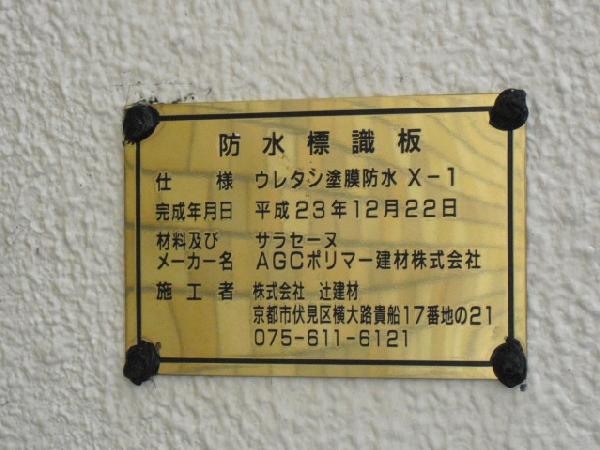 防水標識板
仕様 ウレタン塗膜防水 X-1
完成年月日 平成23年12月22日
材料及び サラセーヌ
メーカー名 AGCポリマー建材株式会社
施工者 株式会社 辻建材
京都市伏見区横大路貴船17番地の21
075-611-6121